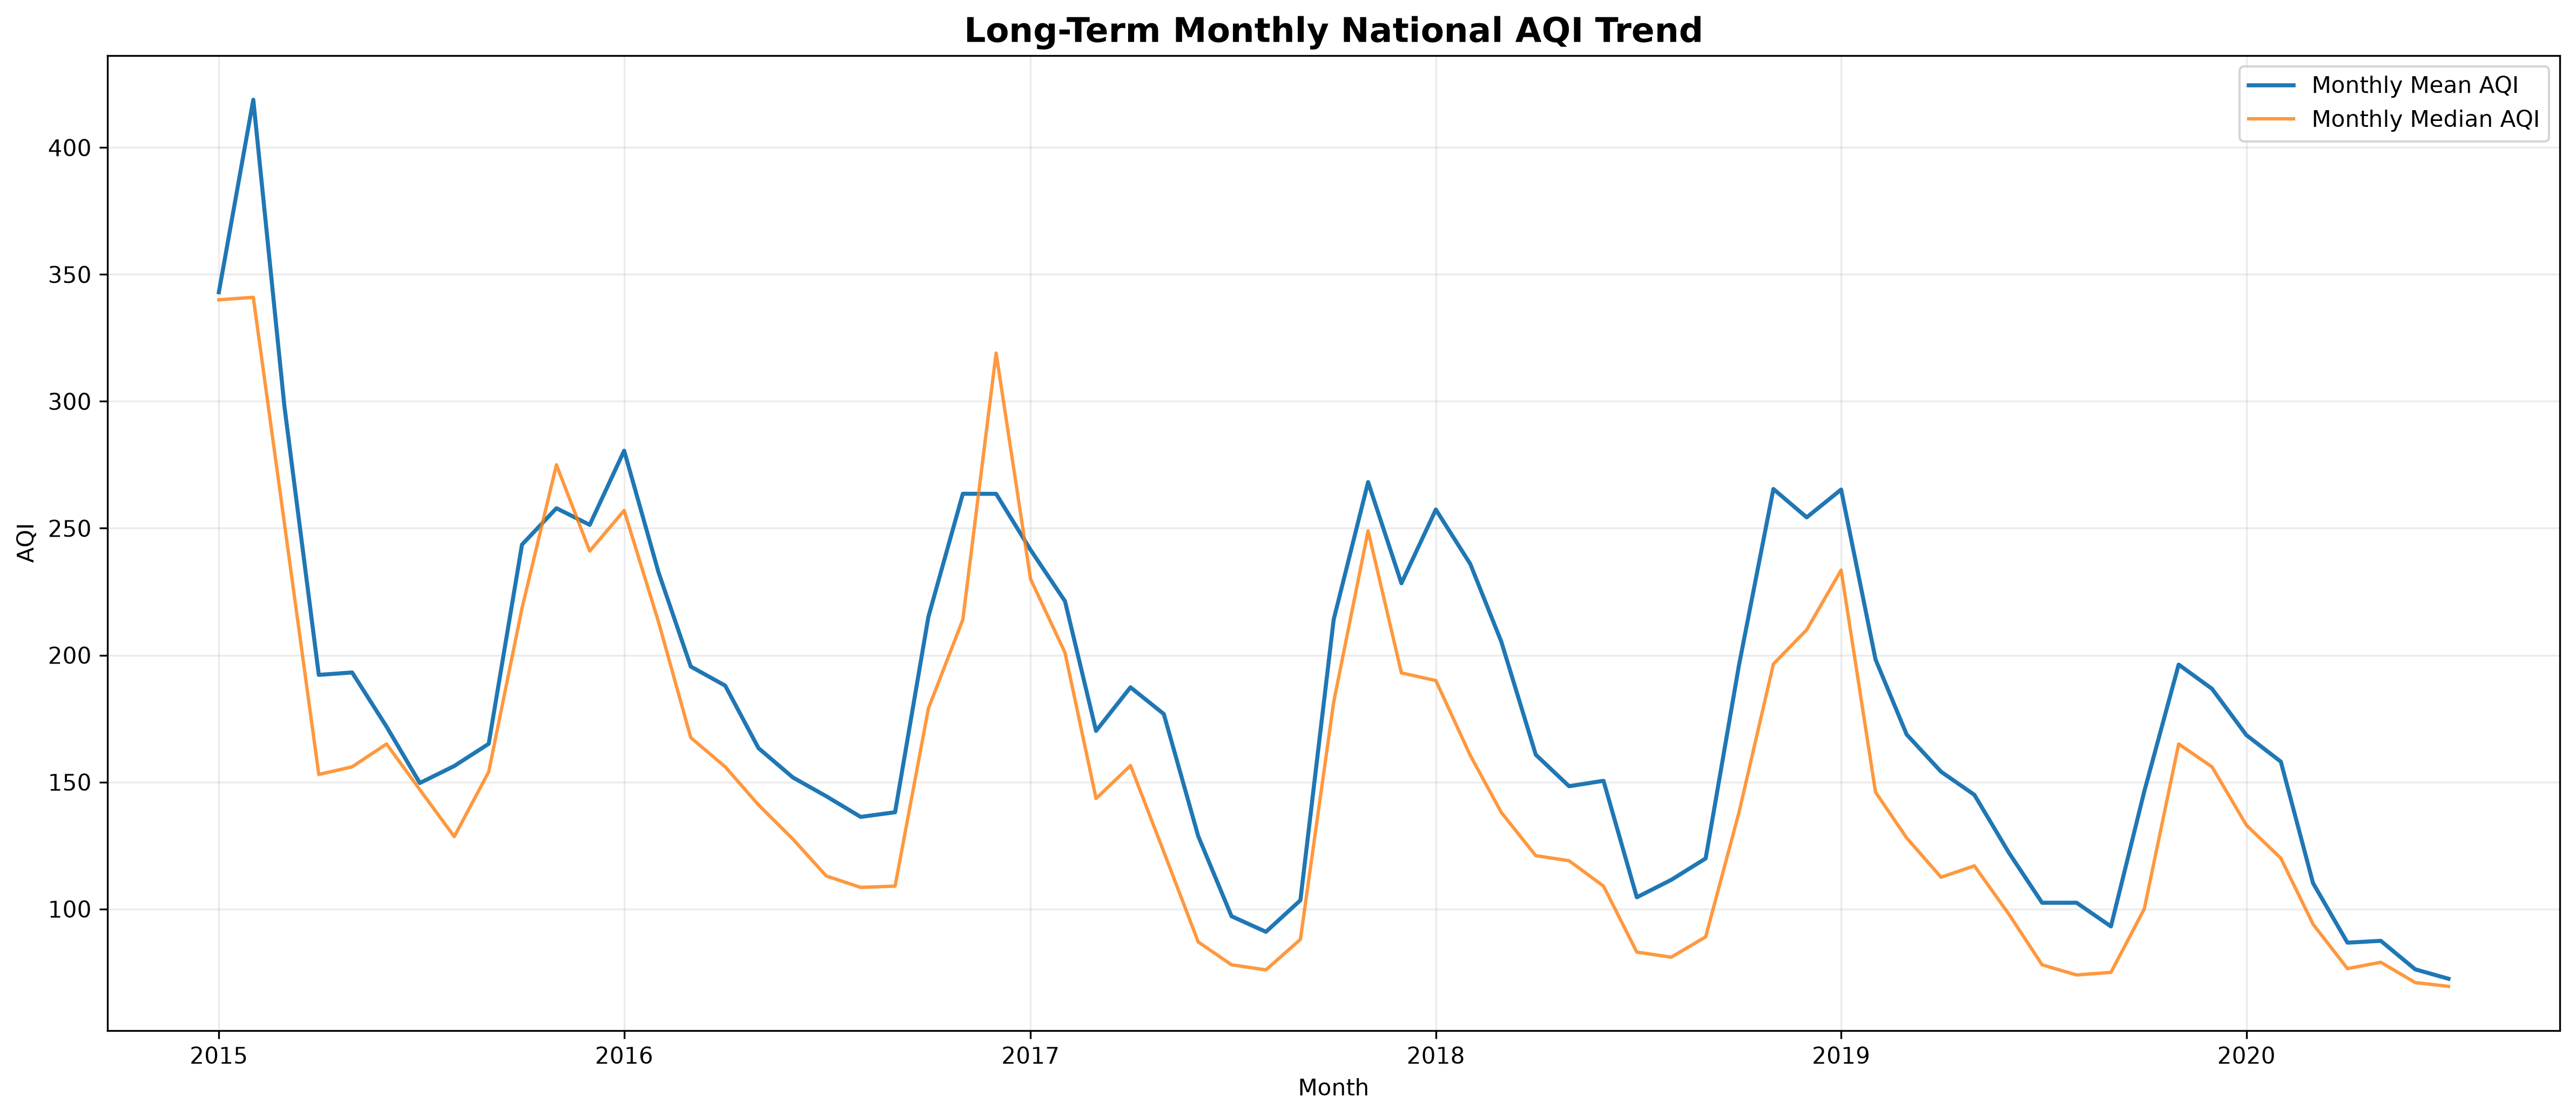 Long-Term Monthly National AQI Trend
Monthly Mean AQI
Monthly Median AQI
AQI
400
350
300
250
200
150
100
2015 2016 2017 2018 2019 2020
Month